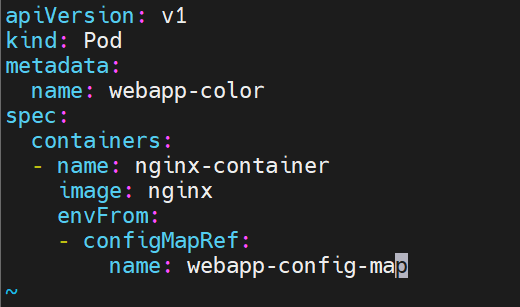 apiVersion: v1
kind: Pod
metadata:
  name: webapp-color
spec:
  containers:
  - name: nginx-container
    image: nginx
    envFrom:
    - configMapRef:
        name: webapp-config-map
~